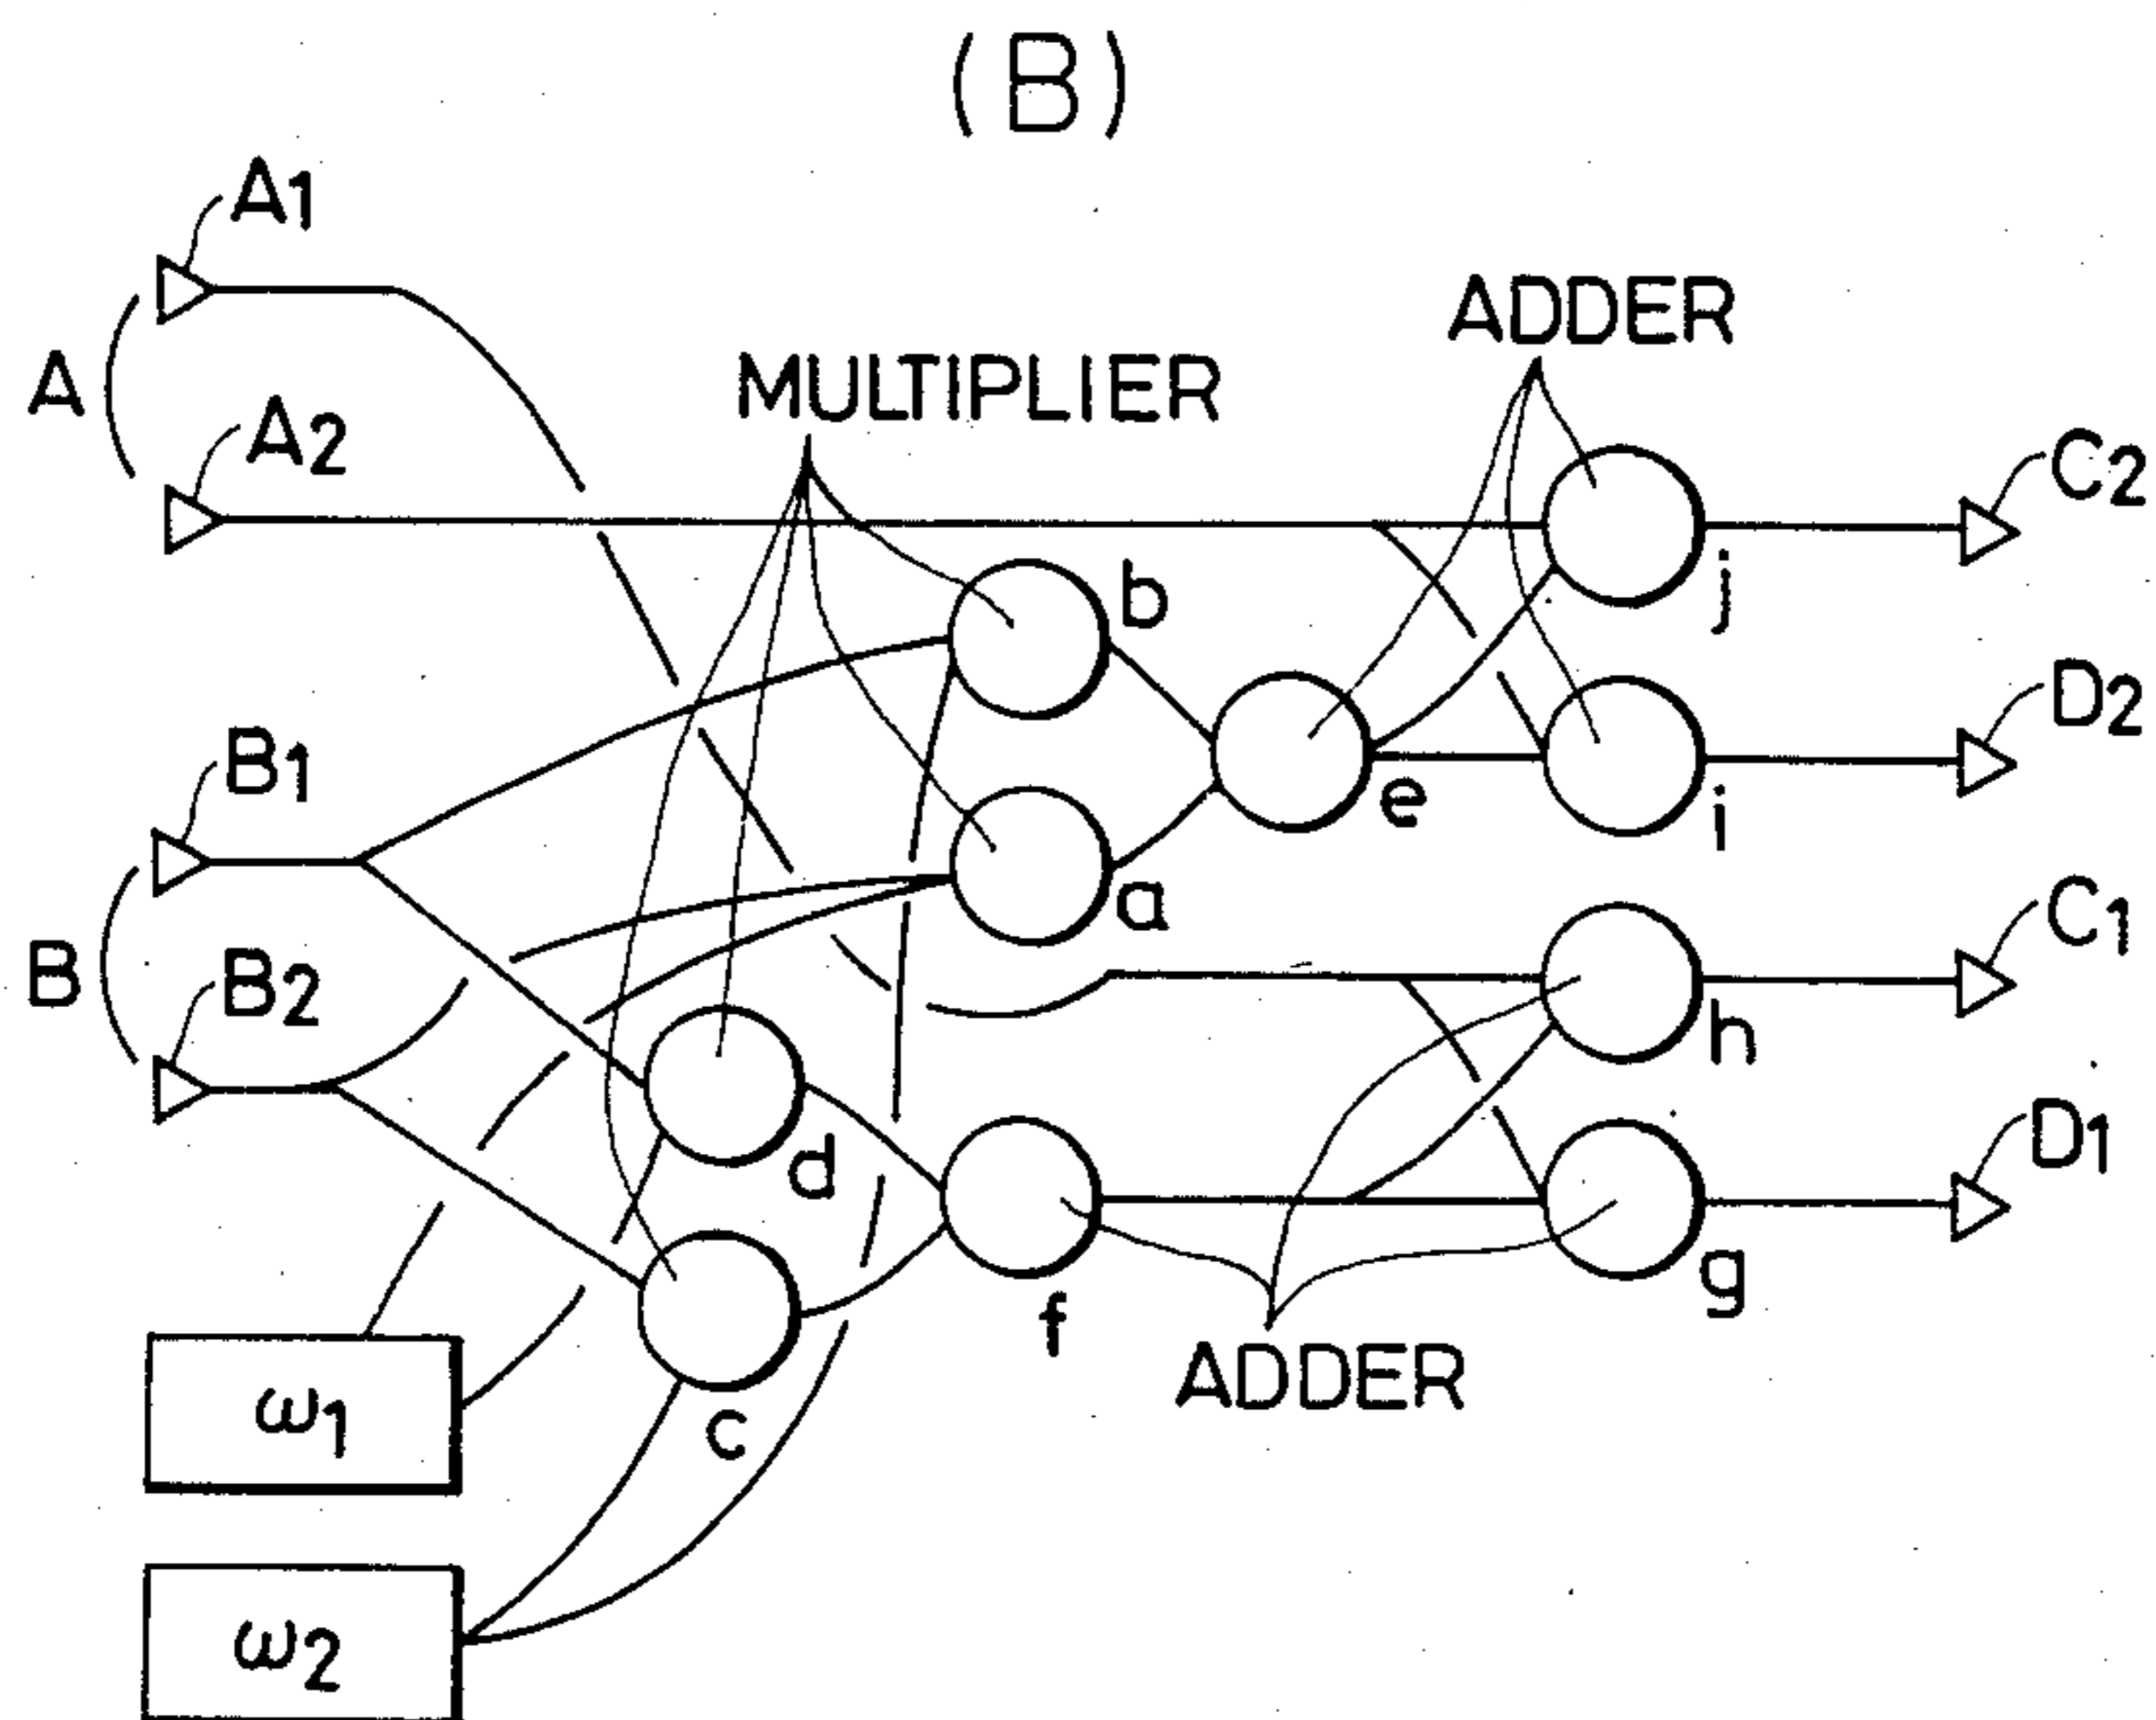 (B)
A1
A
A2
MULTIPLIER
ADDER
C2
b
j
D2
B1
e
i
a
C1
B
B2
h
d
D1
f
g
ADDER
ω1
c
ω2